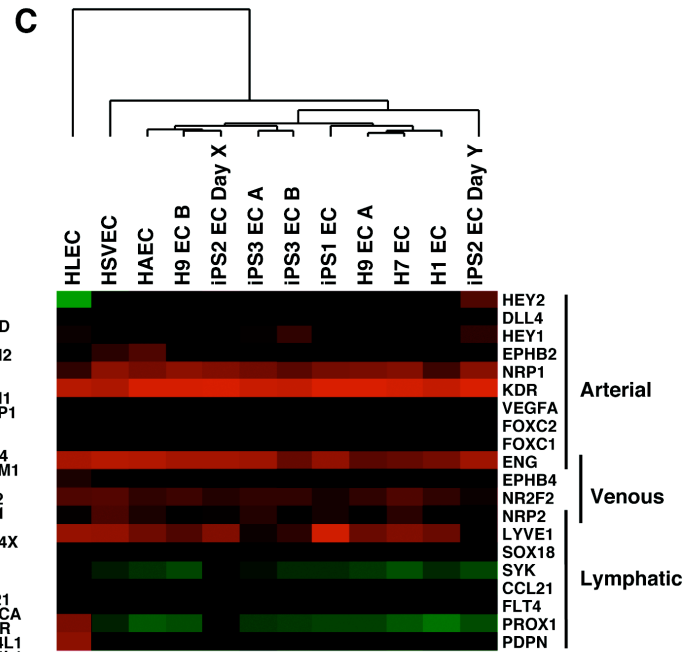 C
HLEC
HSVEC
HAEC
H9 EC B
iPS2 EC Day X
iPS3 EC A
iPS3 EC B
iPS1 EC
H9 EC A
H7 EC
H1 EC
iPS2 EC Day Y
HEY2
DLL4
HEY1
EPHB2
NRP1
KDR
VEGFA
FOXC2
FOXC1
ENG
EPHB4
NR2F2
NRP2
LYVE1
SOX18
SYK
CCL21
FLT4
PROX1
PDPN
Arterial
Venous
Lymphatic